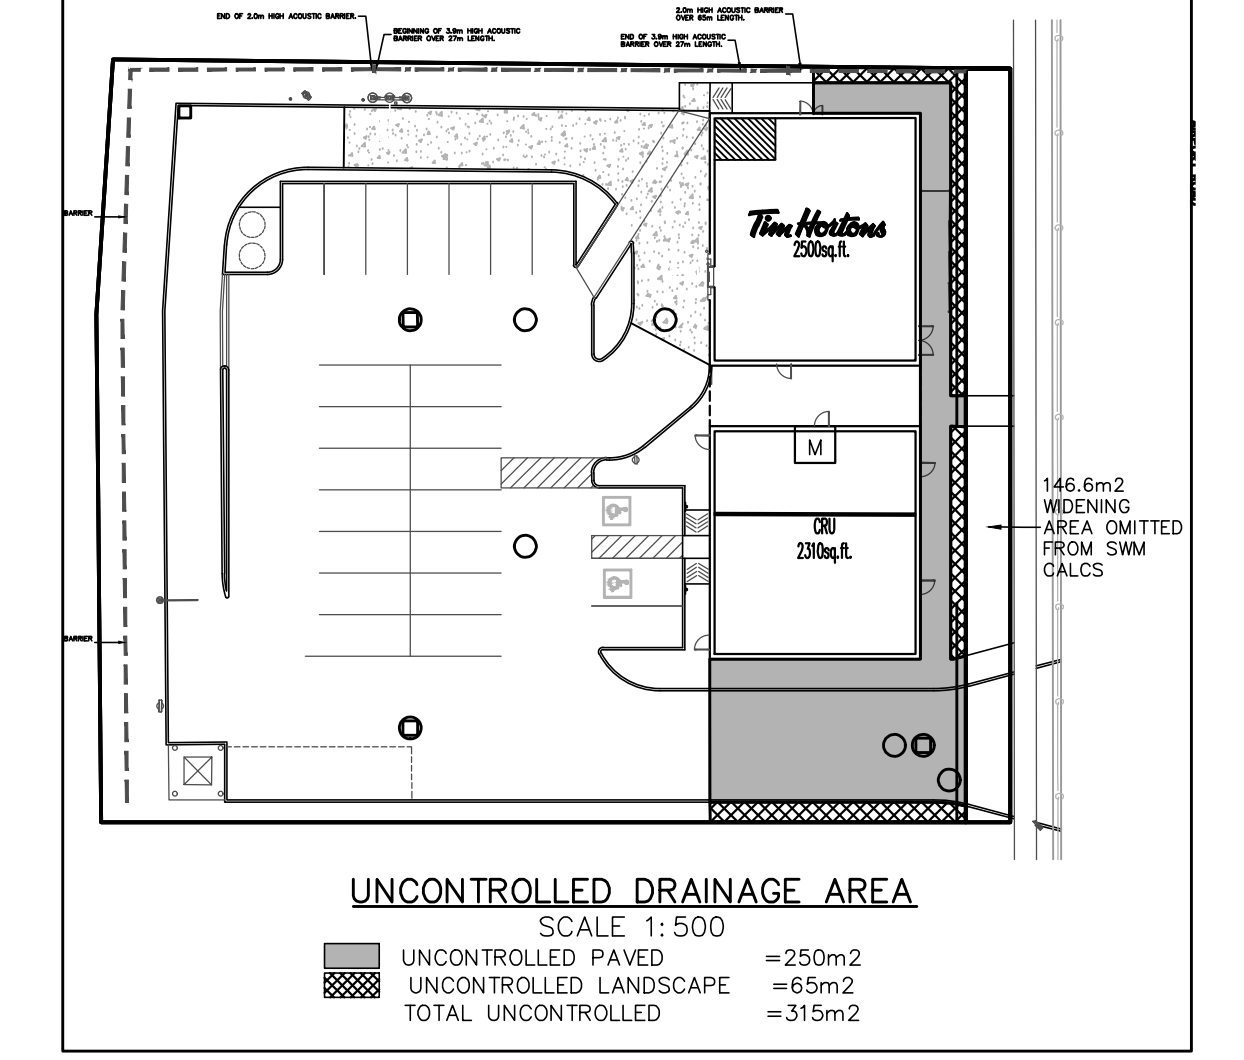 END OF 2.0m HIGH ACOUSTIC BARRIER.
BEGINNING OF 3.9m HIGH ACOUSTIC
BARRIER OVER 27m LENGTH.
2.0m HIGH ACOUSTIC BARRIER
OVER 65m LENGTH.
END OF 3.9m HIGH ACOUSTIC
BARRIER OVER 27m LENGTH.
BARRIER
Tim Hortons
2500sq.ft.
M
CRU
2310sq.ft.
146.6m2
WIDENING
AREA OMITTED
FROM SWM
CALCS
BARRIER
UNCONTROLLED DRAINAGE AREA
SCALE 1:500
UNCONTROLLED PAVED =250m2
UNCONTROLLED LANDSCAPE =65m2
TOTAL UNCONTROLLED =315m2